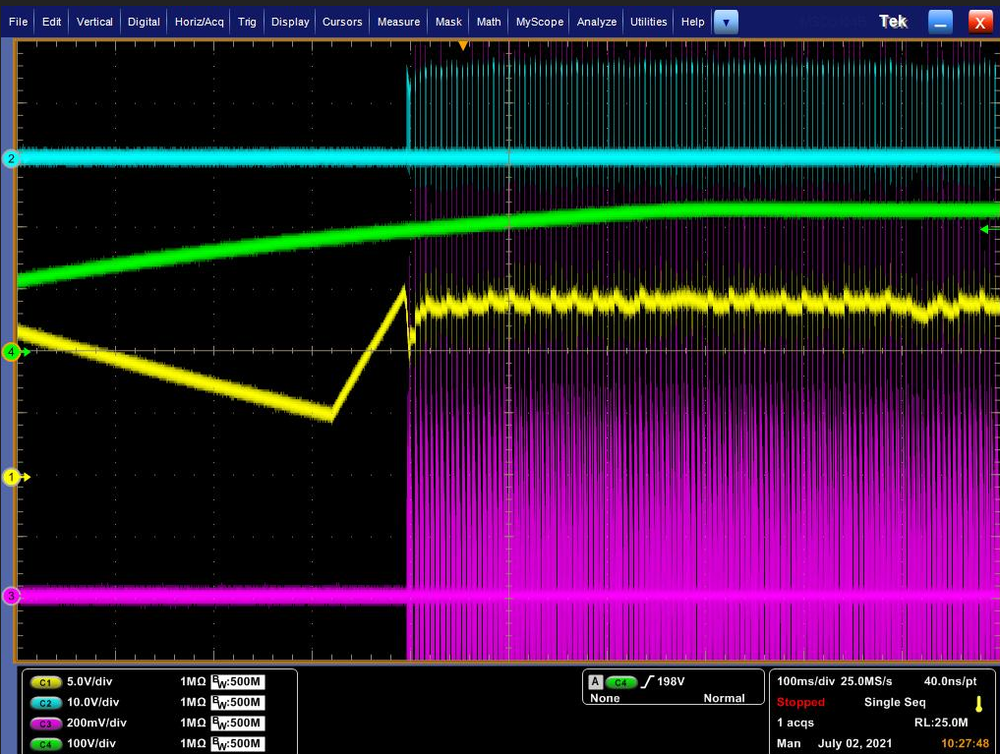 File Edit Vertical Digital Horiz/Acq Trig Display Cursors Measure Mask Math MyScope Analyze Utilities Help Tek X
2
4
1
3
C1 5.0V/div 1MΩ BW:500M
C2 10.0V/div 1MΩ BW:500M
C3 200mV/div 1MΩ BW:500M
C4 100V/div 1MΩ BW:500M
A C4 198V
None Normal
100ms/div 25.0MS/s 40.0ns/pt
Stopped Single Seq
1 acqs RL:25.0M
Man July 02, 2021 10:27:48